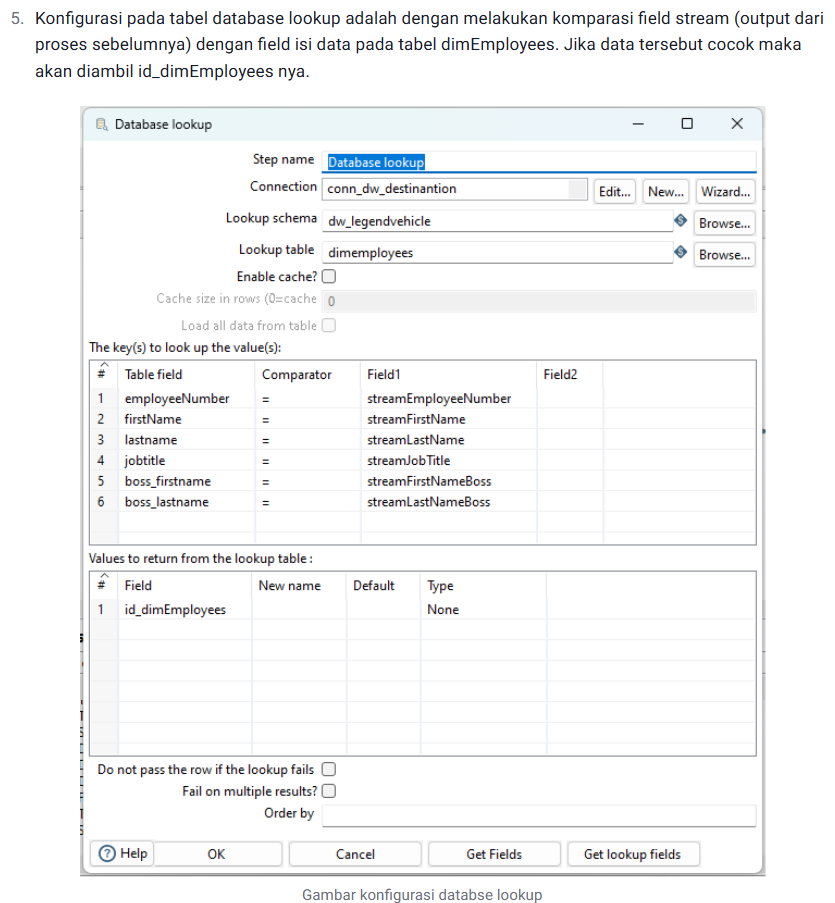 5. Konfigurasi pada tabel database lookup adalah dengan melakukan komparasi field stream (output dari
proses sebelumnya) dengan field isi data pada tabel dimEmployees. Jika data tersebut cocok maka
akan diambil id_dimEmployees nya.
Database lookup
Step name Database lookup
Connection conn_dw_destinantion Edit... New... Wizard...
Lookup schema dw_legendvehicle Browse...
Lookup table dimemployees Browse...
Enable cache?
Cache size in rows (0=cache 0
Load all data from table
The key(s) to look up the value(s):
# Table field Comparator Field1 Field2
1 employeeNumber = streamEmployeeNumber
2 firstName = streamFirstName
3 lastname = streamLastName
4 jobtitle = streamJobTitle
5 boss_firstname = streamFirstNameBoss
6 boss_lastname = streamLastNameBoss
Values to return from the lookup table :
# Field New name Default Type
1 id_dimEmployees None
Do not pass the row if the lookup fails
Fail on multiple results?
Order by
? Help OK Cancel Get Fields Get lookup fields
Gambar konfigurasi databse lookup